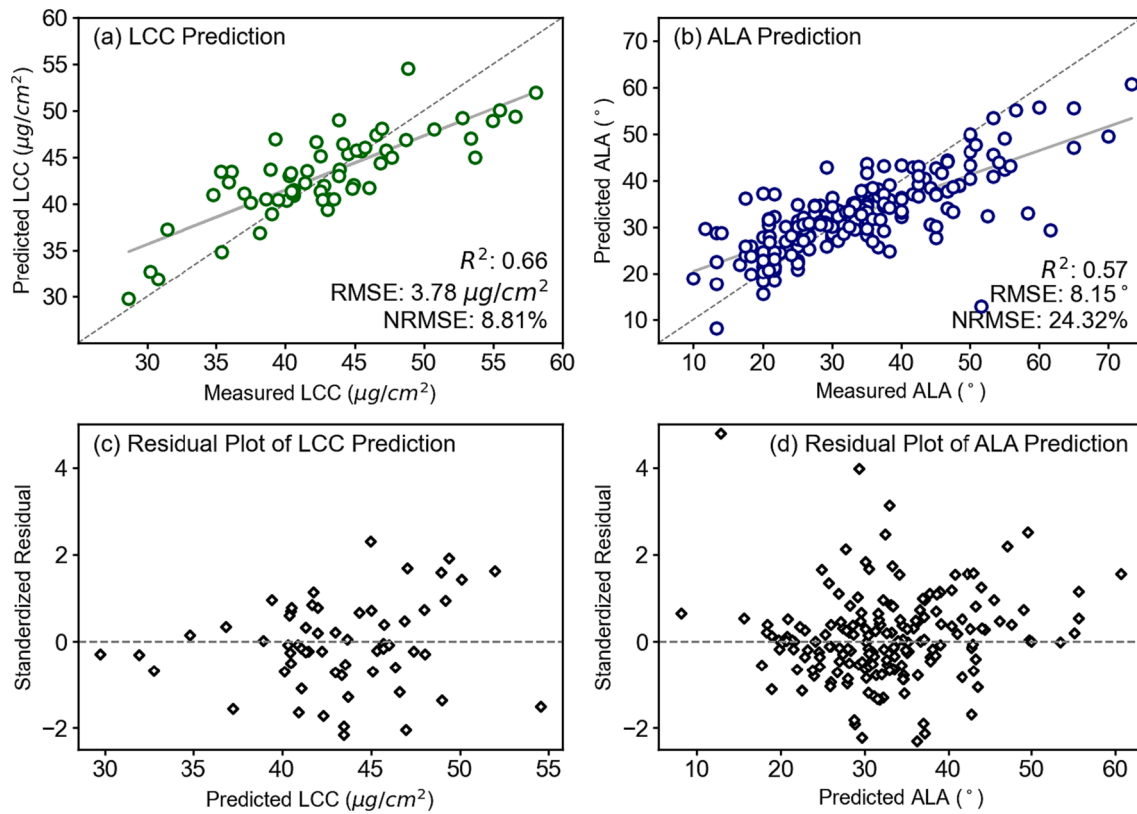 (a) LCC Prediction
60
55
50
45
40
35
30
Predicted LCC (μg/cm²)
R²: 0.66
RMSE: 3.78 μg/cm²
NRMSE: 8.81%
30 35 40 45 50 55 60
Measured LCC (μg/cm²)
(b) ALA Prediction
70
60
50
40
30
20
10
Predicted ALA (°)
R²: 0.57
RMSE: 8.15°
NRMSE: 24.32%
10 20 30 40 50 60 70
Measured ALA (°)
(c) Residual Plot of LCC Prediction
4
2
0
−2
Standerdized Residual
30 35 40 45 50 55
Predicted LCC (μg/cm²)
(d) Residual Plot of ALA Prediction
4
2
0
−2
Standerdized Residual
10 20 30 40 50 60
Predicted ALA (°)